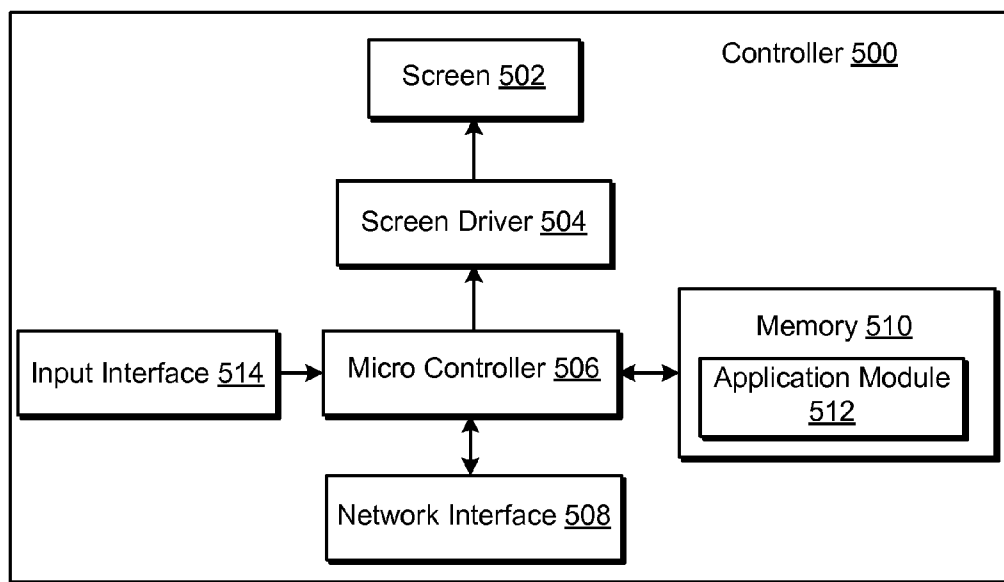 Controller 500
Screen 502
Screen Driver 504
Memory 510
Input Interface 514
Micro Controller 506
Application Module
512
Network Interface 508